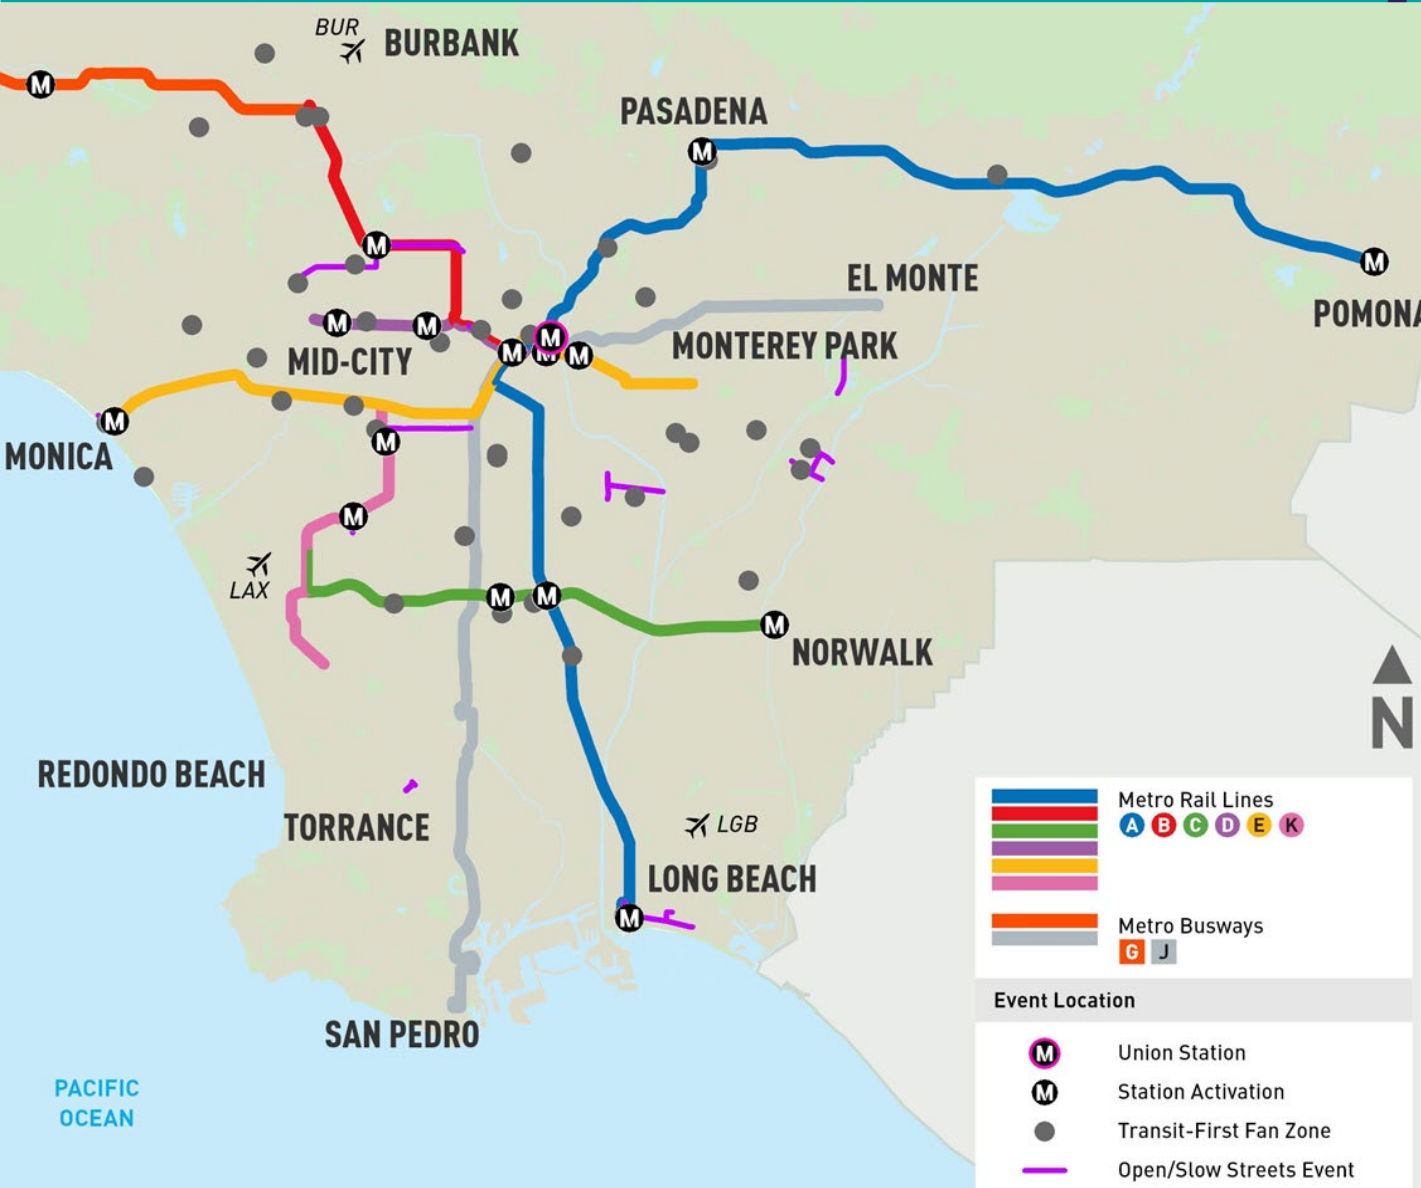 BUR
BURBANK
M
PASADENA
M
M
POMONA
M
EL MONTE
M
M
MID-CITY
M
M
M
M
MONTEREY PARK
M
MONICA
M
M
LAX
M
M
M
NORWALK
N
REDONDO BEACH
TORRANCE
LGB
LONG BEACH
M
SAN PEDRO
PACIFIC
OCEAN
Metro Rail Lines
A B C D E K
Metro Busways
G J
Event Location
M Union Station
M Station Activation
Transit-First Fan Zone
Open/Slow Streets Event